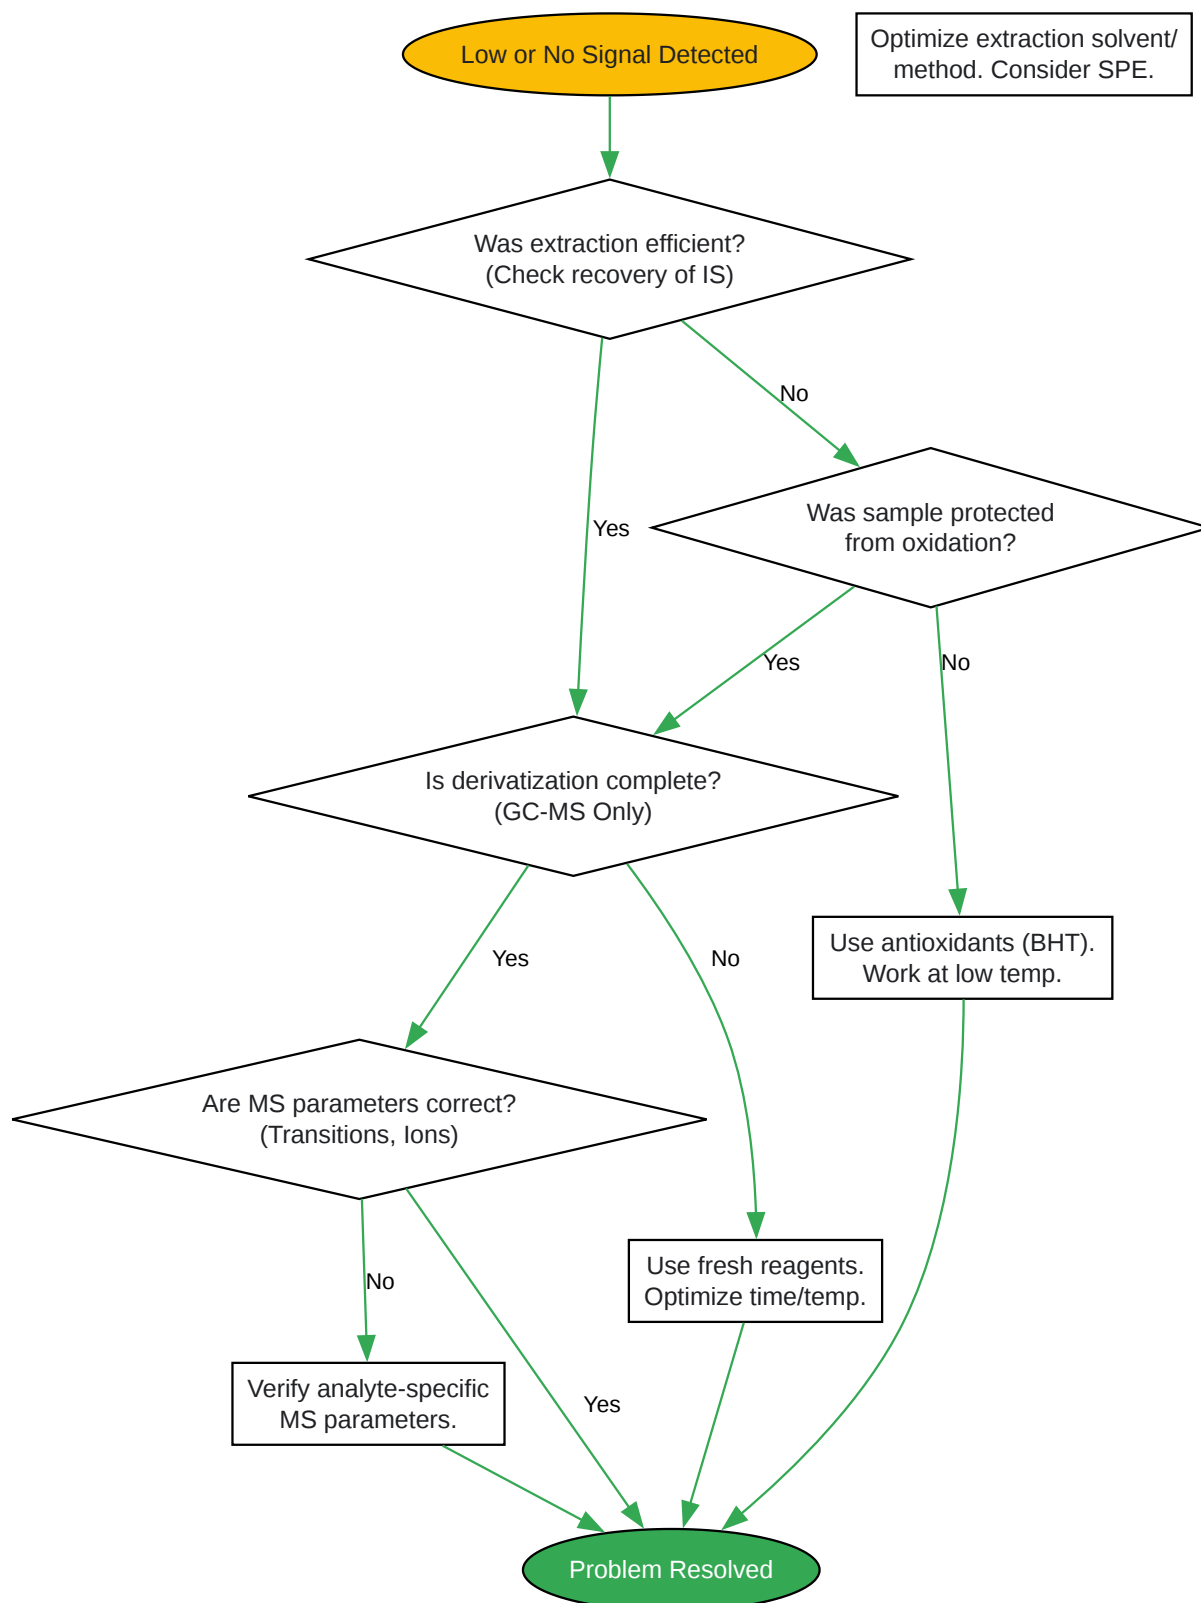 Low or No Signal Detected
Optimize extraction solvent/
method. Consider SPE.
Was extraction efficient?
(Check recovery of IS)
No
Was sample protected
from oxidation?
Yes
Yes
No
Is derivatization complete?
(GC-MS Only)
Use antioxidants (BHT).
Work at low temp.
Yes
No
Are MS parameters correct?
(Transitions, Ions)
Use fresh reagents.
Optimize time/temp.
No
Verify analyte-specific
MS parameters.
Yes
Problem Resolved